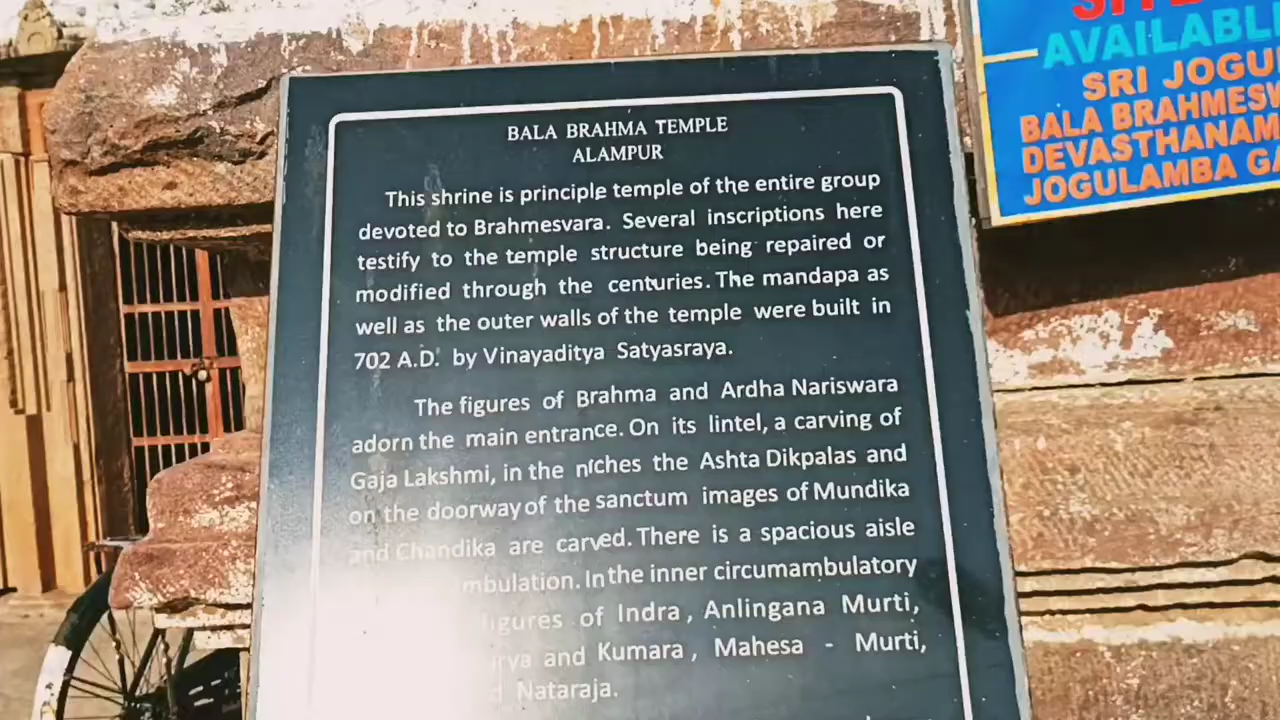 BALA BRAHMA TEMPLE
ALAMPUR
This shrine is principle temple of the entire group
devoted to Brahmesvara. Several inscriptions here
testify to the temple structure being repaired or
modified through the centuries. The mandapa as
well as the outer walls of the temple were built in
702 A.D. by Vinayaditya Satyasraya.
The figures of Brahma and Ardha Nariswara
adorn the main entrance. On its lintel, a carving of
Gaja Lakshmi, in the niches the Ashta Dikpalas and
on the doorway of the sanctum images of Mundika
and Chandika are carved. There is a spacious aisle
In the inner circumambulatory
of Indra, Anlingana Murti,
and Kumara, Mahesa - Murti,
Nataraja.
AVAILABLE
SRI JOGU
BALA BRAHMESW
DEVASTHANAM
JOGULAMBA GA